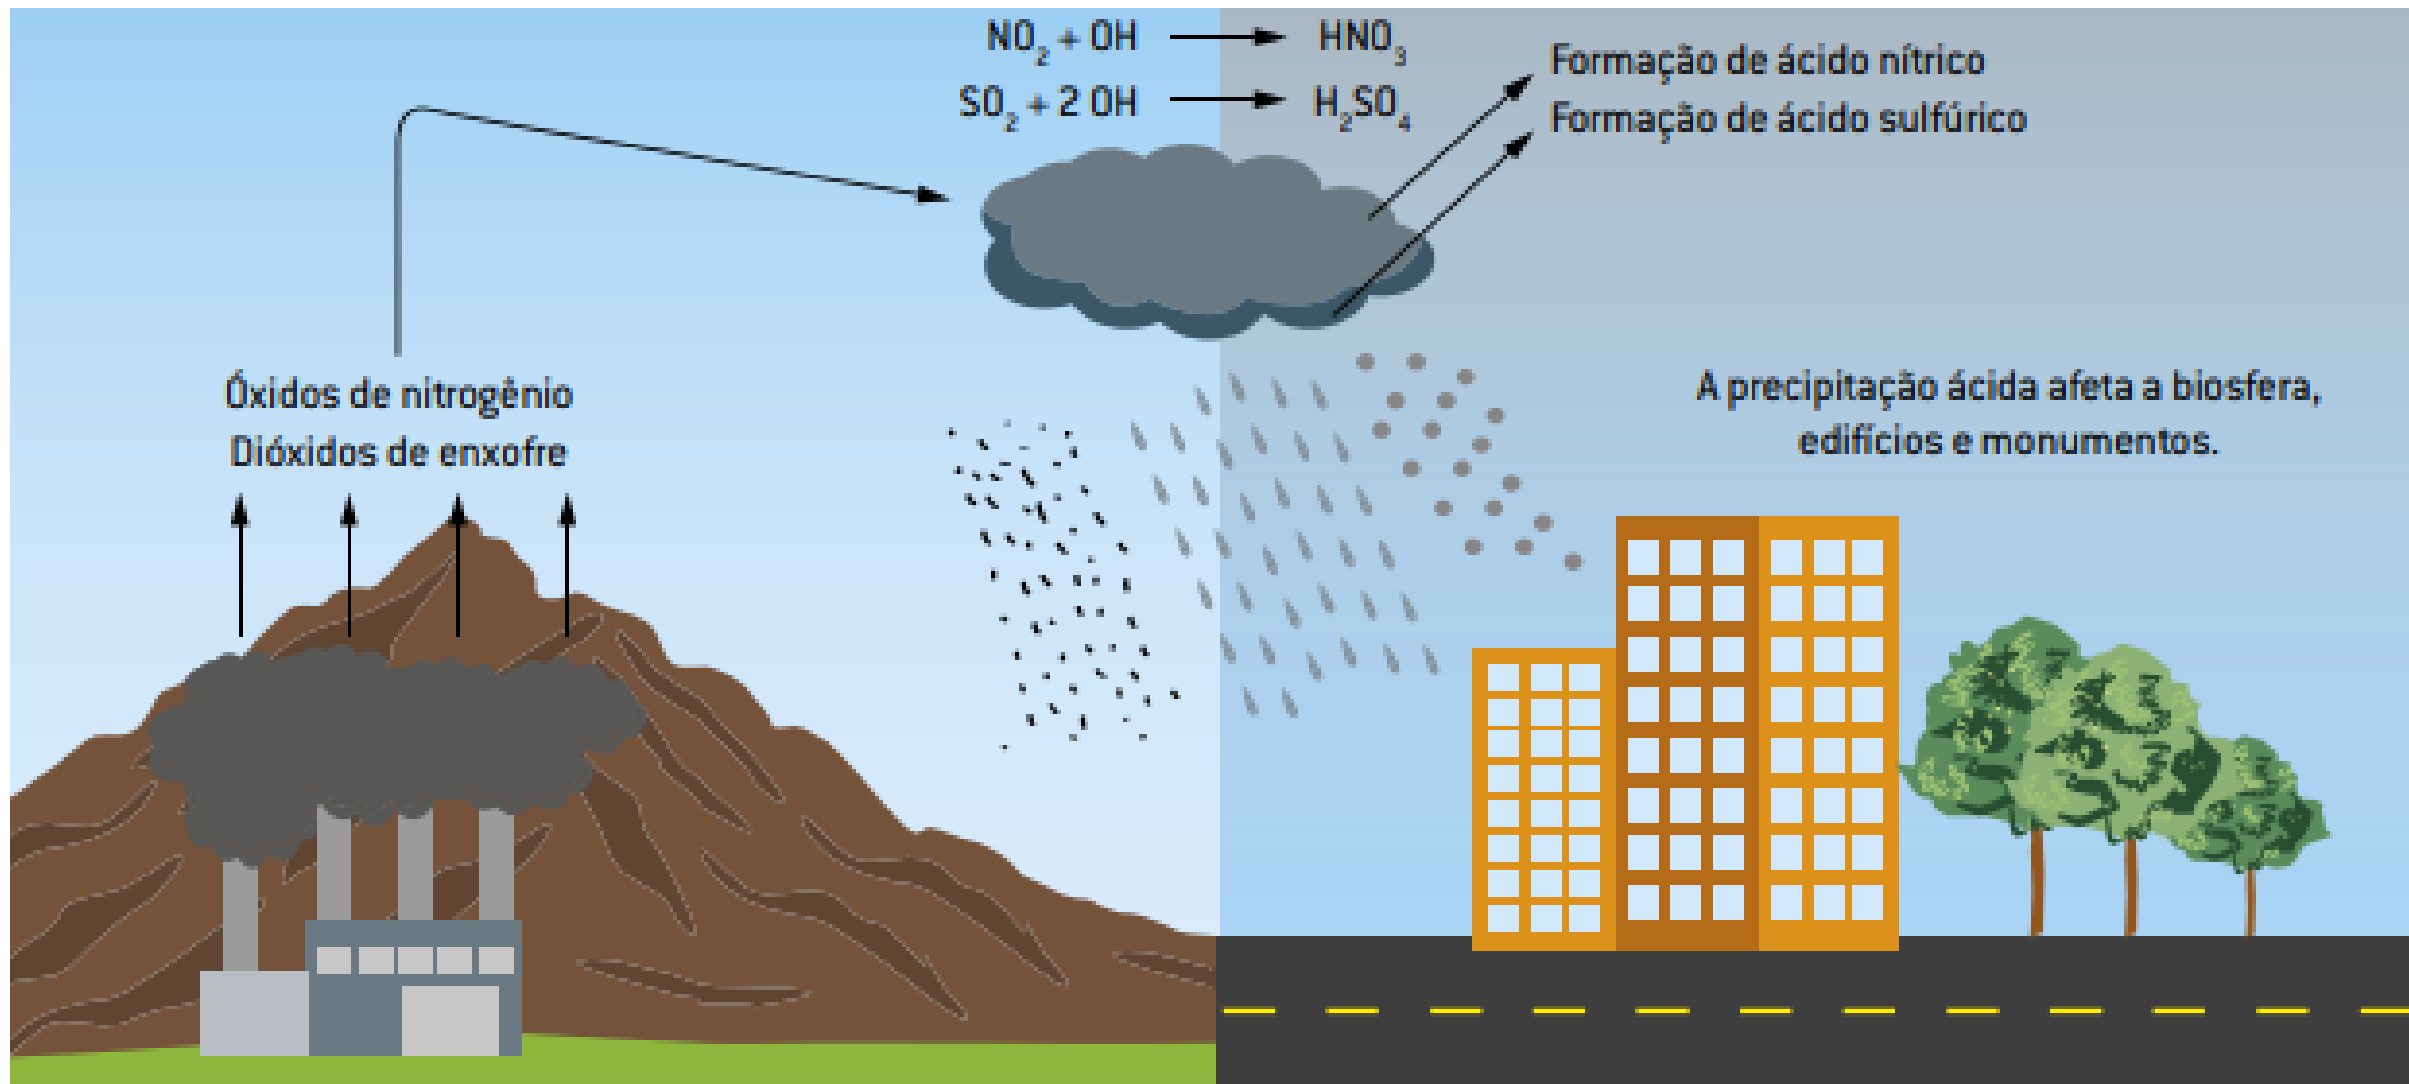 NO₂ + OH → HNO₃
SO₂ + 2 OH → H₂SO₄
Formação de ácido nítrico
Formação de ácido sulfúrico
Óxidos de nitrogênio
Dióxidos de enxofre
A precipitação ácida afeta a biosfera,
edifícios e monumentos.